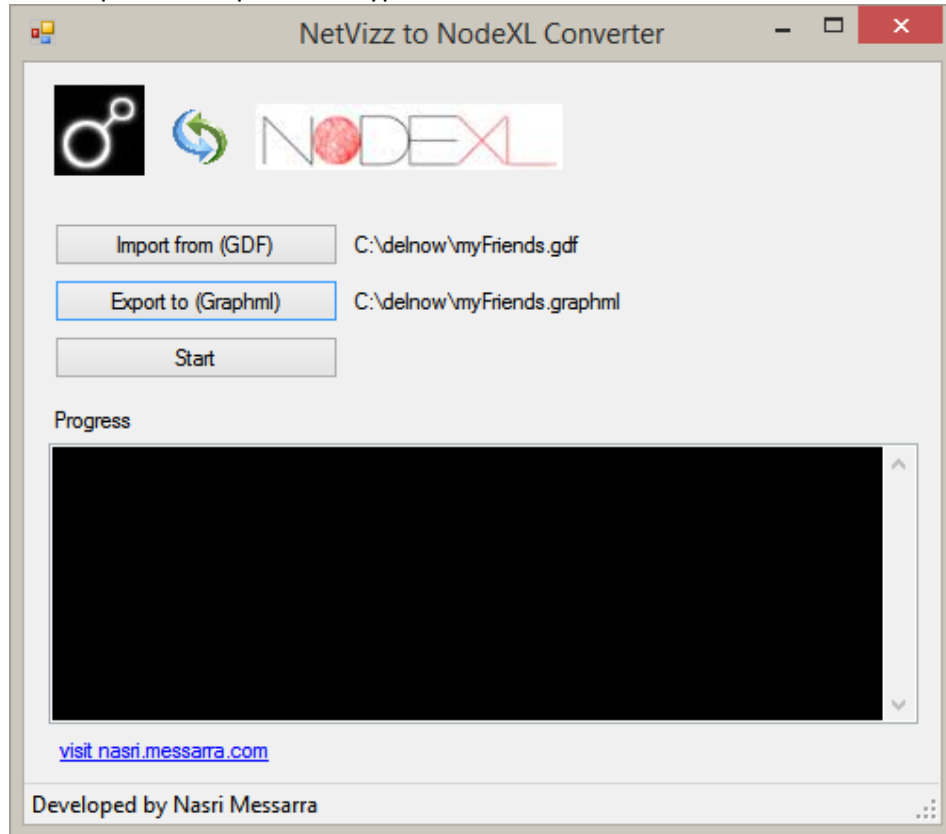 NetVizz to NodeXL Converter
NODEXL
Import from (GDF) C:\delnow\myFriends.gdf
Export to (Graphml) C:\delnow\myFriends.graphml
Start
Progress
visit nasri.messarra.com
Developed by Nasri Messarra